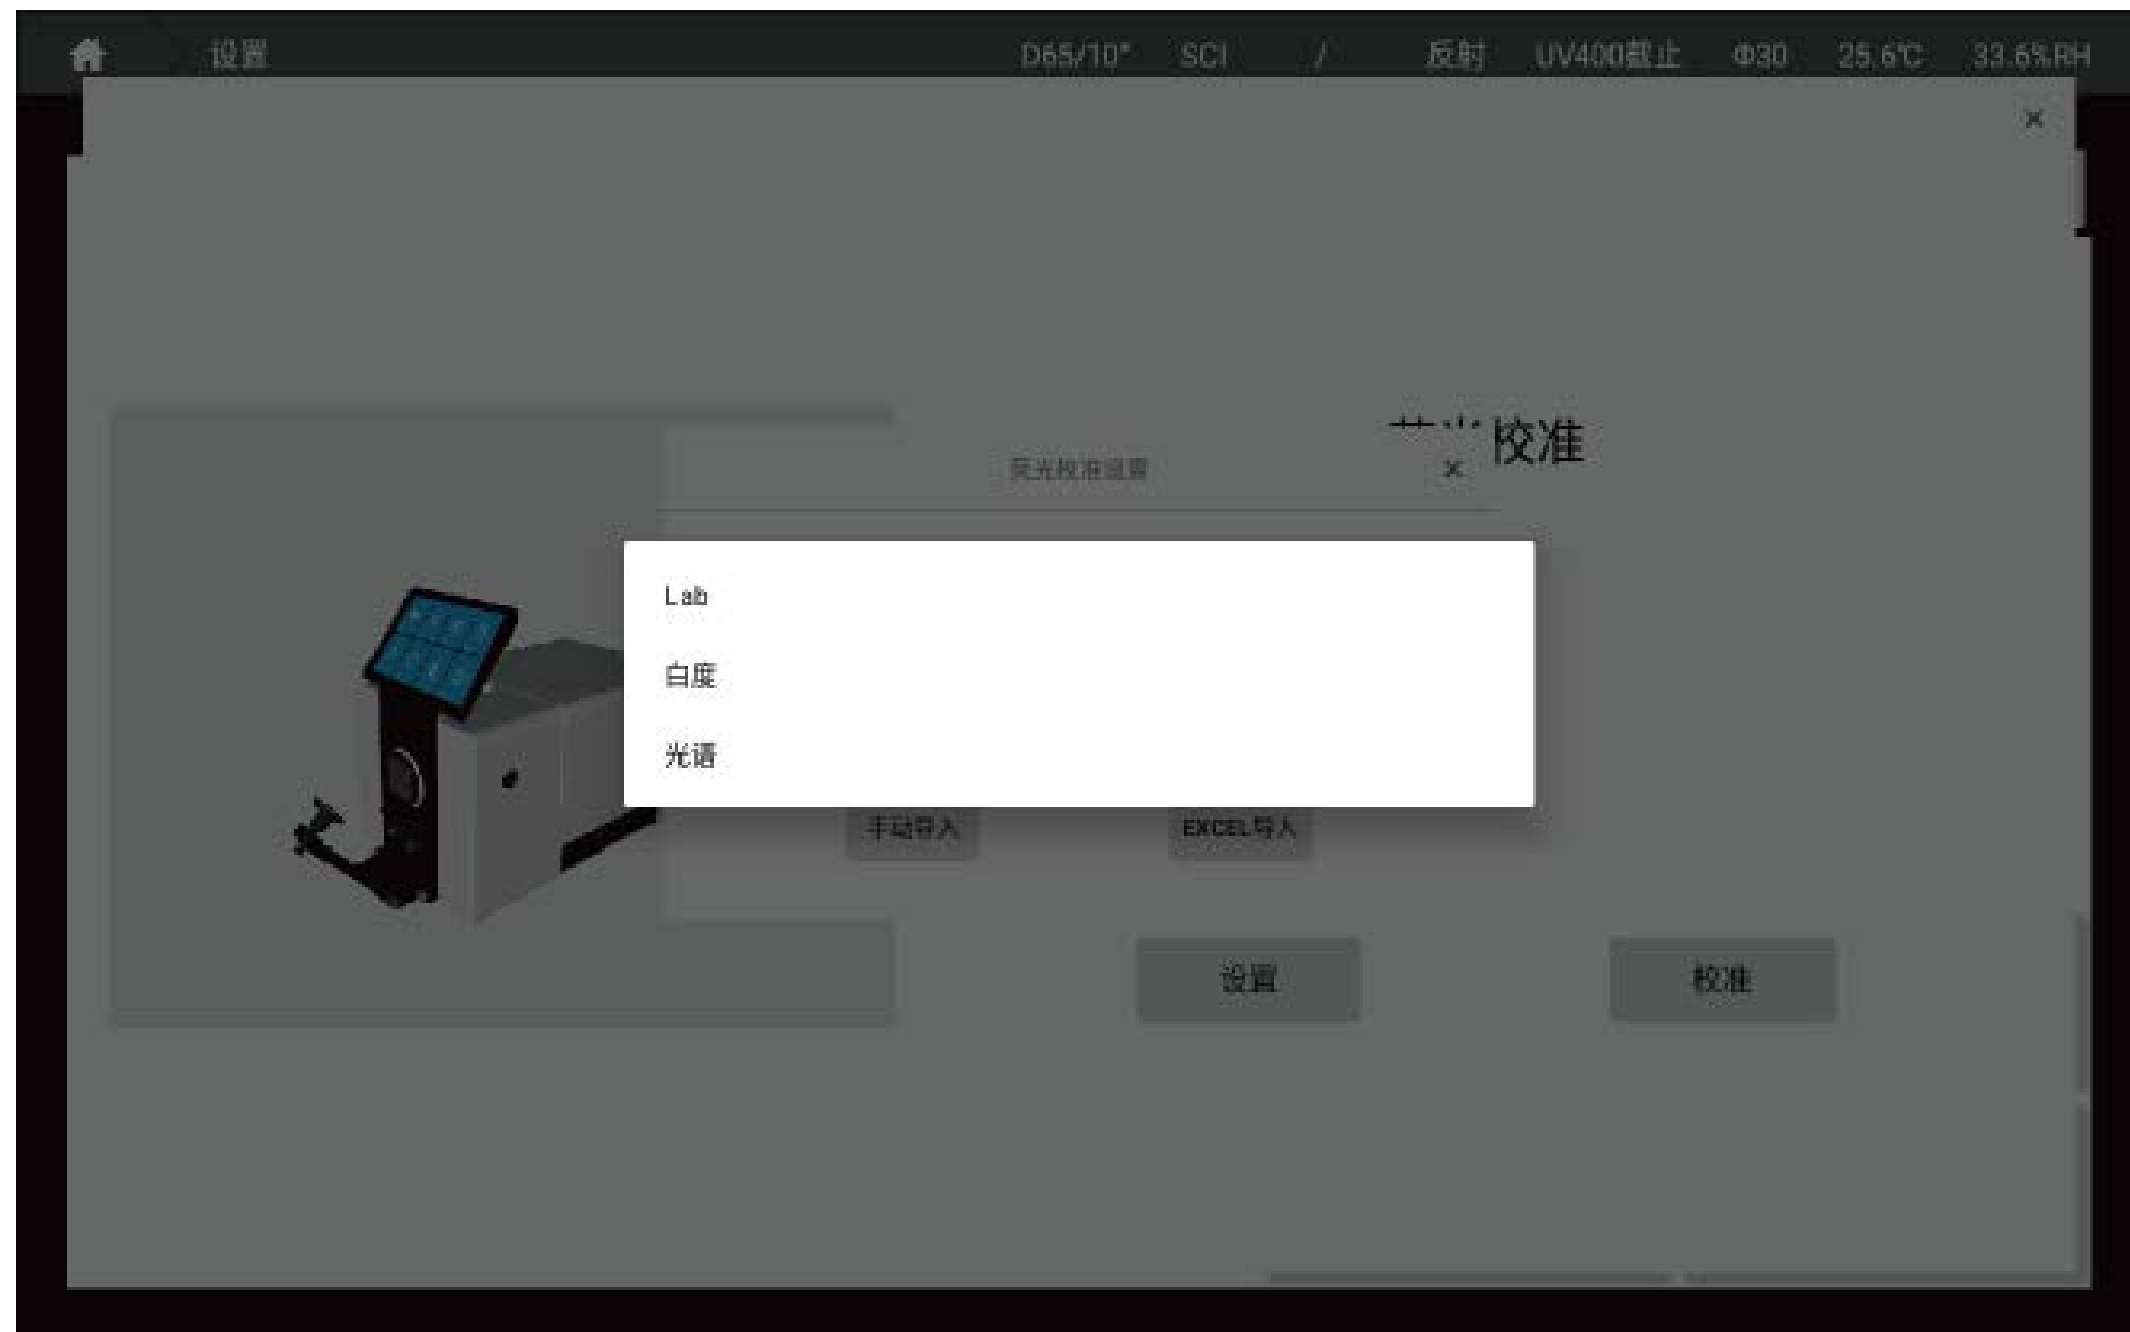 设置 D65/10° SCI / 反射 UV400截止 Φ30 25.6℃ 33.6%RH
×
校准
荧光校准设置 ×
Lab
白度
光谱
手动导入 EXCEL导入
设置 校准